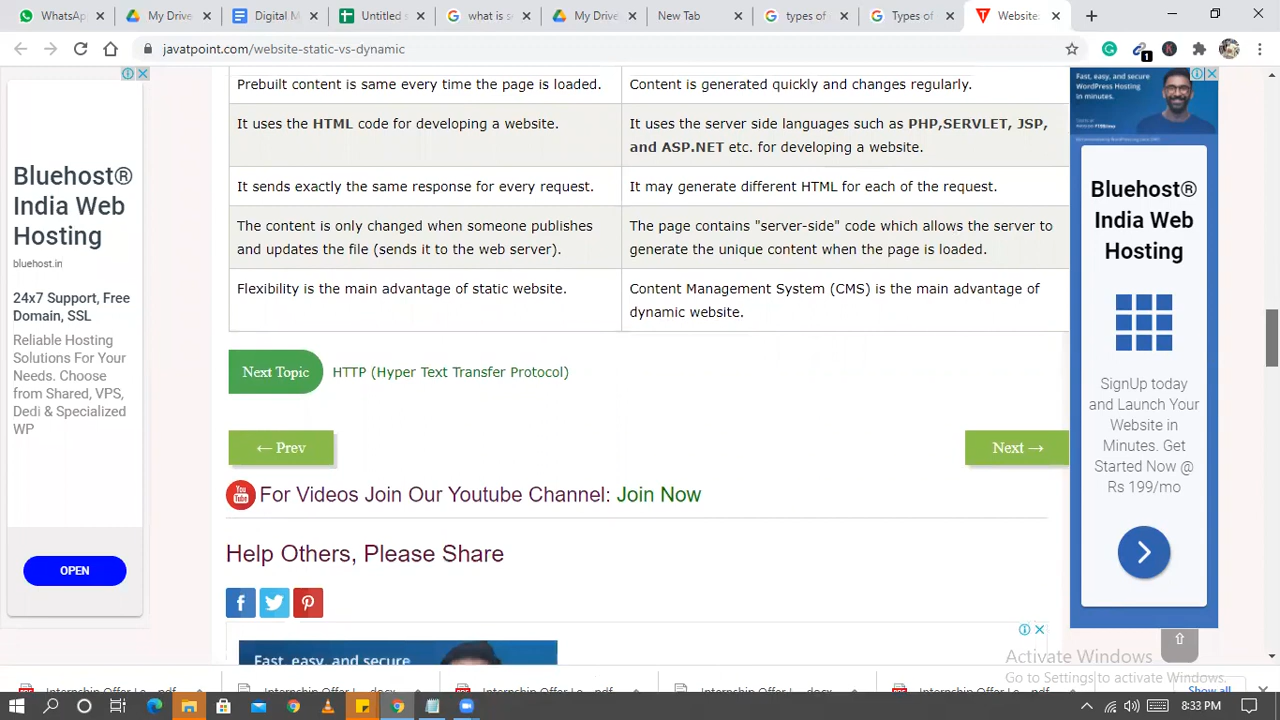 WhatsAp
My Drive
Digital M
Untitled s
what is s
My Drive
New Tab
types of
Types of
Website:
javatpoint.com/website-static-vs-dynamic
1
Bluehost®
India Web
Hosting
bluehost.in
24x7 Support, Free
Domain, SSL
Reliable Hosting
Solutions For Your
Needs. Choose
from Shared, VPS,
Dedi & Specialized
WP
OPEN
Prebuilt content is same every time the page is loaded.
Content is generated quickly and changes regularly.
It uses the HTML code for developing a website.
It uses the server side languages such as PHP,SERVLET, JSP,
and ASP.NET etc. for developing a website.
It sends exactly the same response for every request.
It may generate different HTML for each of the request.
The content is only changed when someone publishes
and updates the file (sends it to the web server).
The page contains "server-side" code which allows the server to
generate the unique content when the page is loaded.
Flexibility is the main advantage of static website.
Content Management System (CMS) is the main advantage of
dynamic website.
Next Topic
HTTP (Hyper Text Transfer Protocol)
← Prev
Next →
You
Tube
For Videos Join Our Youtube Channel: Join Now
Help Others, Please Share
Fast, easy, and secure
Fast, easy, and secure
WordPress Hosting
in minutes.
Bluehost®
India Web
Hosting
SignUp today
and Launch Your
Website in
Minutes. Get
Started Now @
Rs 199/mo
Activate Windows
Go to Settings to activate Windows.
Internship Offer Le....pdf
Show all
8:33 PM